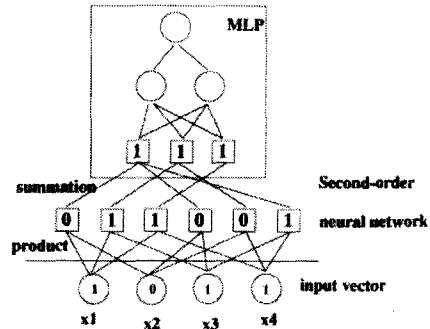 MLP
1 1 1
summation
Second-order
0 1 1 0 0 1
neural network
product
1 0 1 1
input vector
x1 x2 x3 x4